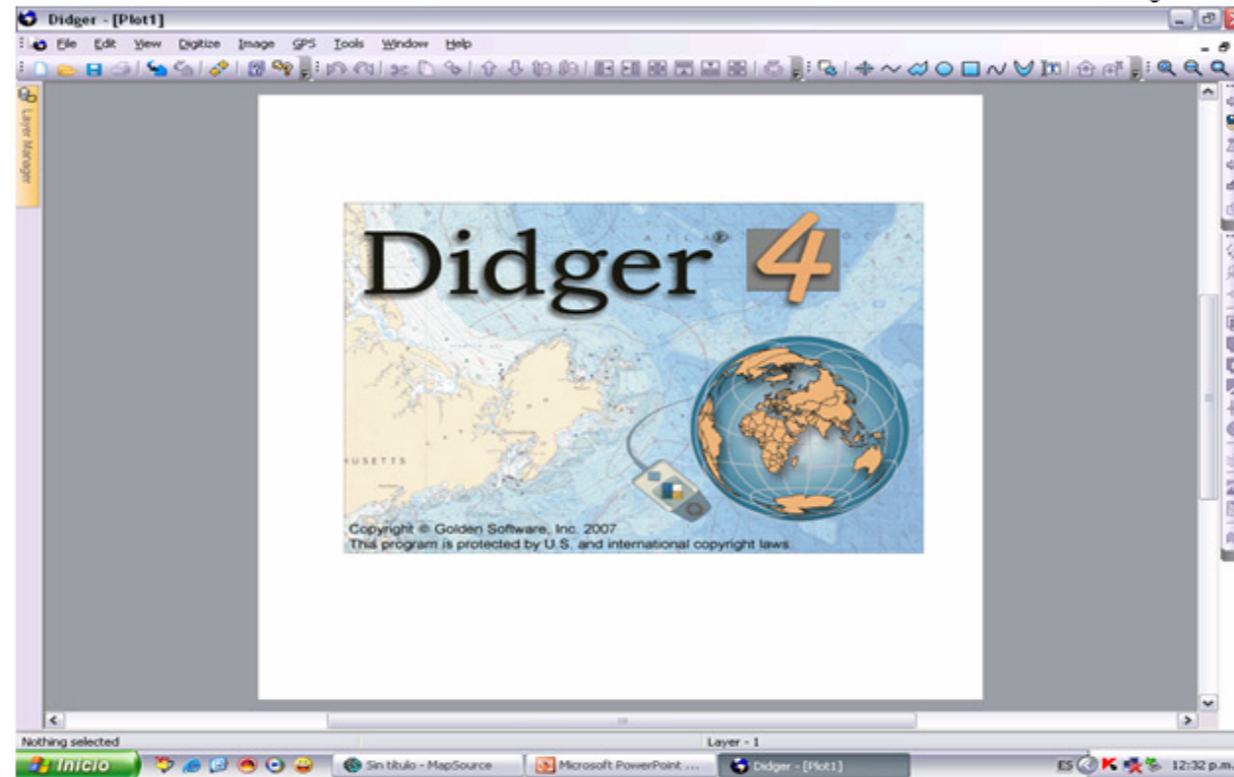 Didger - [Plot1]
File Edit View Digitize Image GPS Tools Window Help
Layer Manager
Didger® 4
USETTS
Copyright © Golden Software, Inc. 2007
This program is protected by U.S. and international copyright laws.
Nothing selected
Layer - 1
Inicio
Sin título - MapSource
Microsoft PowerPoint ...
Didger - [Plot1]
ES
12:32 p.m.